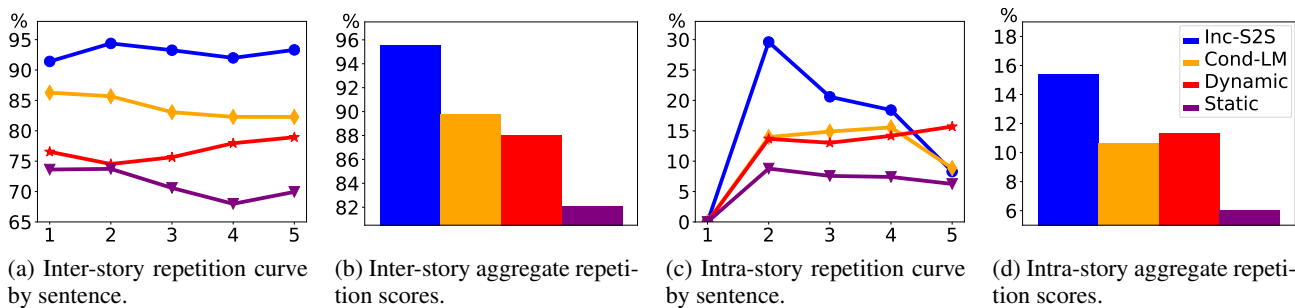 %
95
90
85
80
75
70
65
1 2 3 4 5
(a) Inter-story repetition curve
by sentence.
%
96
94
92
90
88
86
84
82
(b) Inter-story aggregate repeti-
tion scores.
%
30
25
20
15
10
5
0
1 2 3 4 5
(c) Intra-story repetition curve
by sentence.
%
18
16
14
12
10
8
6
Inc-S2S
Cond-LM
Dynamic
Static
(d) Intra-story aggregate repeti-
tion scores.